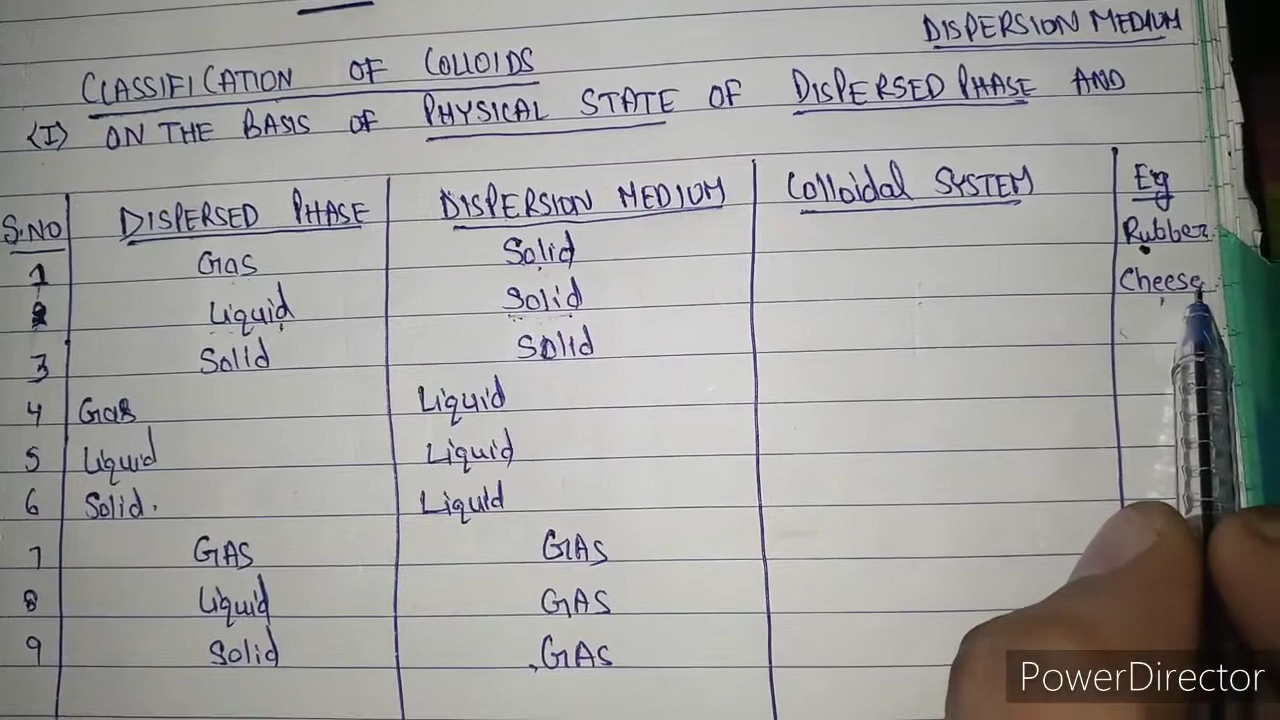 DISPERSION MEDIUM
CLASSIFICATION OF COLLOIDS
(I) ON THE BASIS OF PHYSICAL STATE OF DISPERSED PHASE AND
S.NO DISPERSED PHASE DISPERSION MEDIUM Colloidal SYSTEM Eg
1 Gas Solid Rubber
2 Liquid Solid Cheese
3 Solid Solid
4 Gas Liquid
5 Liquid Liquid
6 Solid. Liquid
7 GAS GAS
8 Liquid GAS
9 Solid GAS
PowerDirector